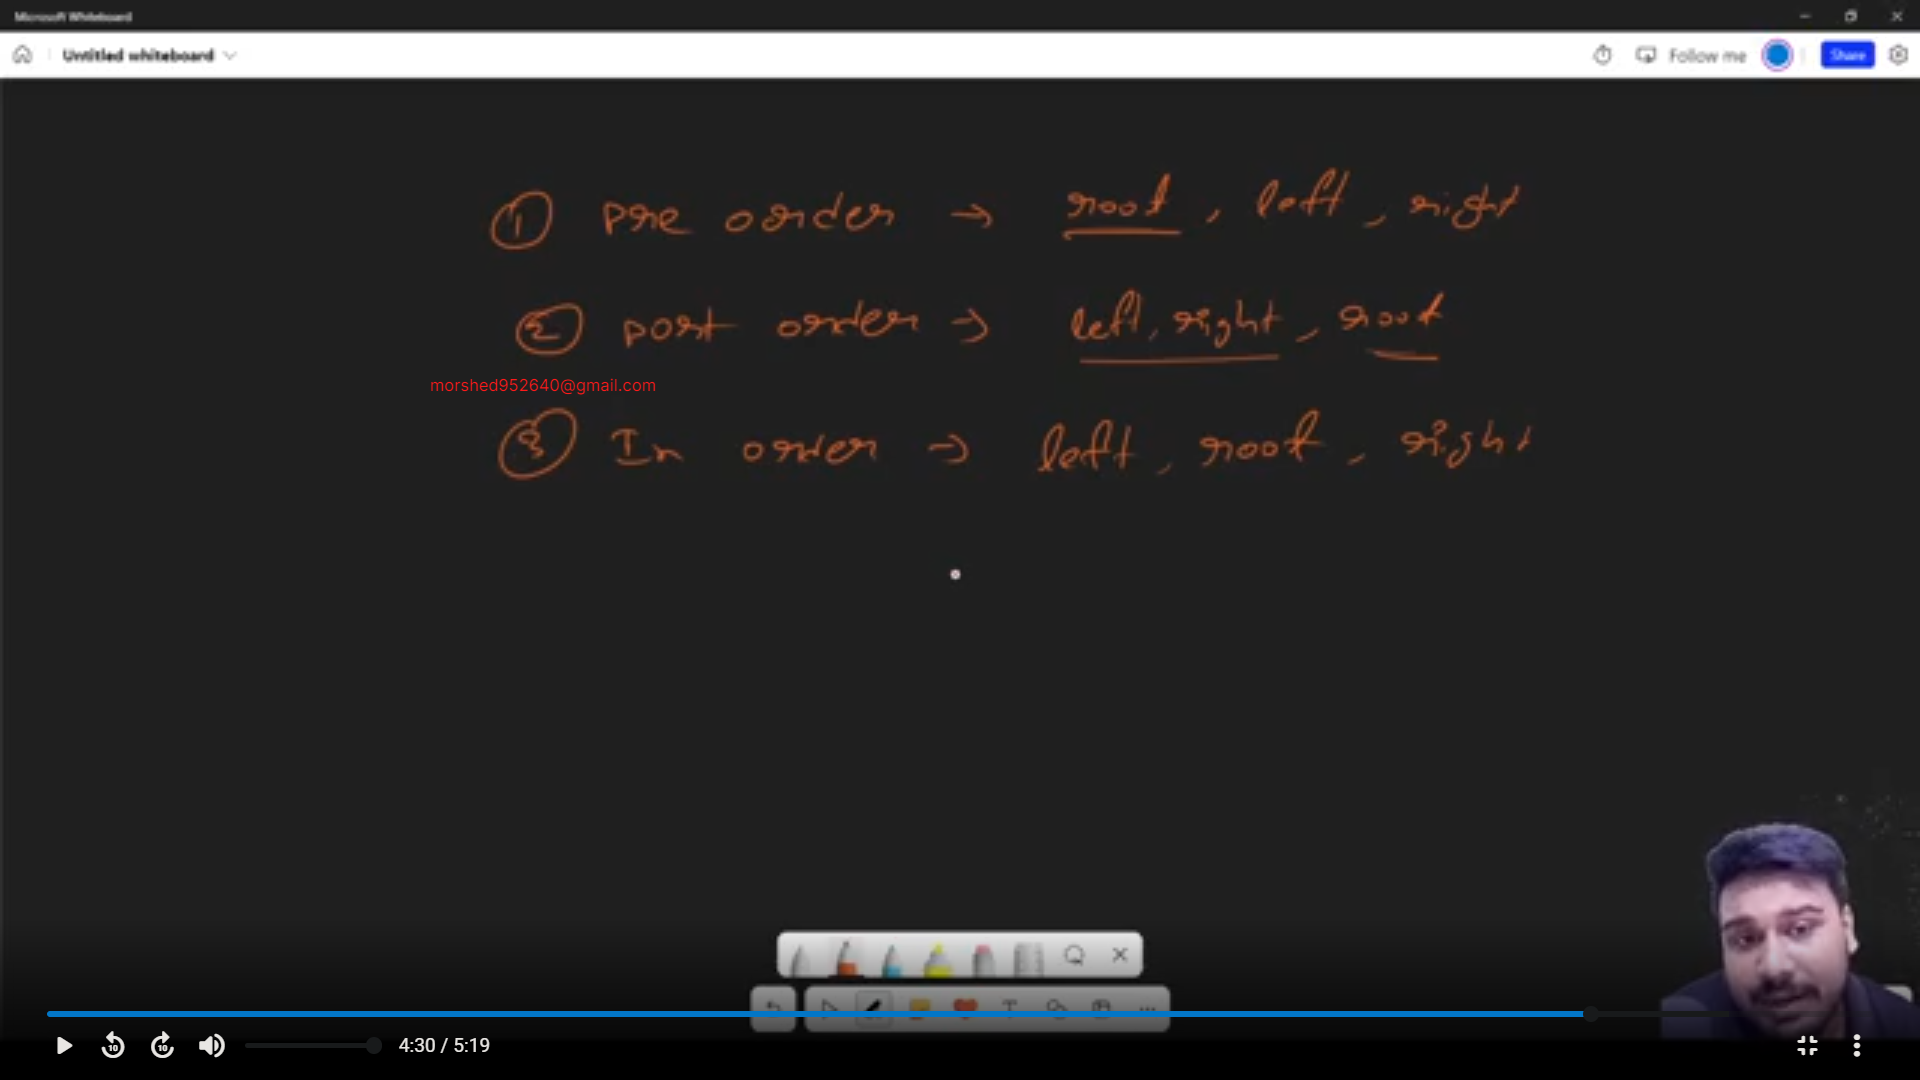 Microsoft Whiteboard
Untitled whiteboard
Follow me
Share
1 Pre order → root, left, right
2 post order → left, right, root
morshed952640@gmail.com
3 In order → left, root, right
10 10 4:30 / 5:19